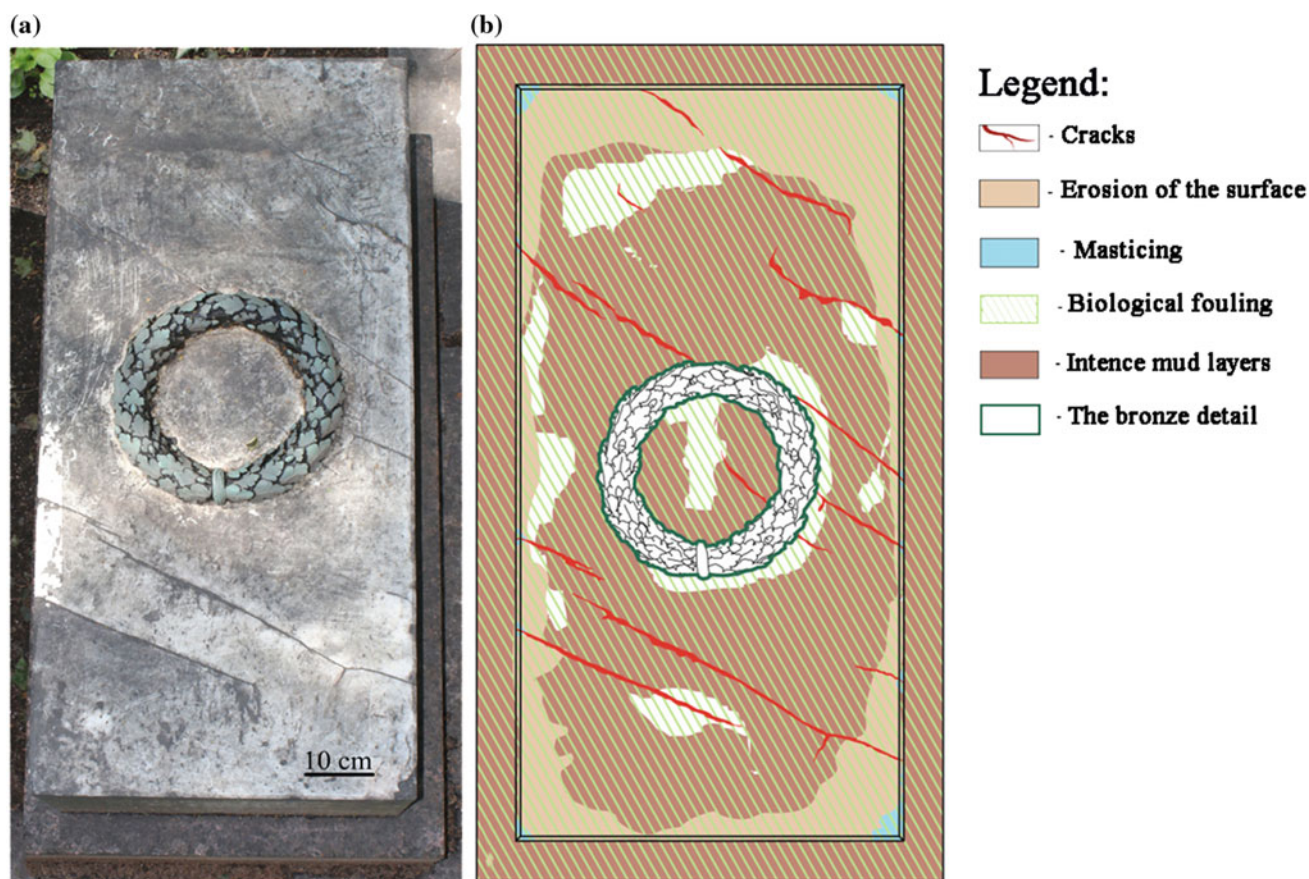 (a)
(b)
10 cm
Legend:
- Cracks
- Erosion of the surface
- Masticing
- Biological fouling
- Intence mud layers
- The bronze detail